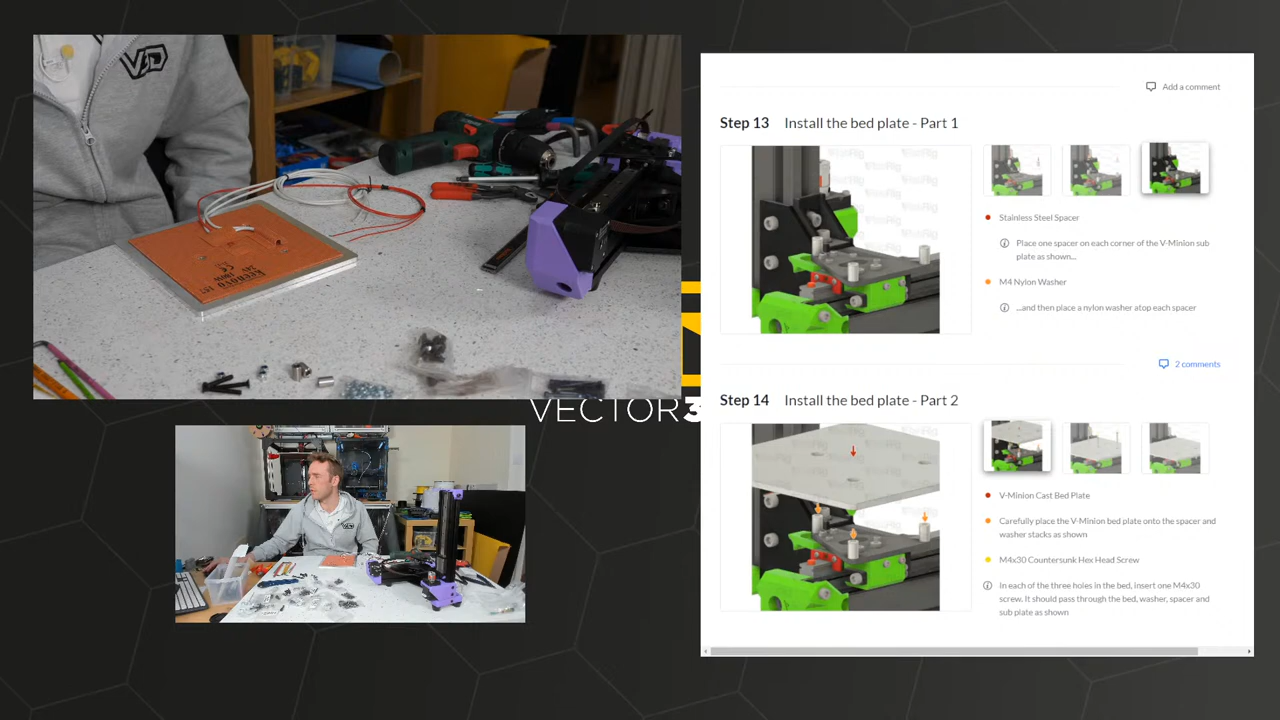 V3D
KEENOVO
24V
VECTOR3
Add a comment
Step 13 Install the bed plate - Part 1
Stainless Steel Spacer
Place one spacer on each corner of the V-Minion sub
plate as shown...
M4 Nylon Washer
...and then place a nylon washer atop each spacer
2 comments
Step 14 Install the bed plate - Part 2
V-Minion Cast Bed Plate
Carefully place the V-Minion bed plate onto the spacer and
washer stacks as shown
M4x30 Countersunk Hex Head Screw
In each of the three holes in the bed, insert one M4x30
screw. It should pass through the bed, washer, spacer and
sub plate as shown